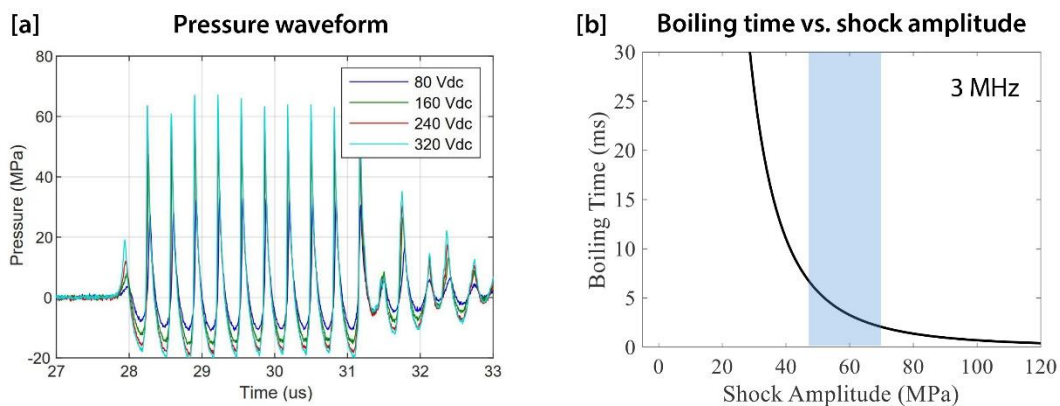 [a] Pressure waveform
80
60
40
20
0
-20
Pressure (MPa)
80 Vdc
160 Vdc
240 Vdc
320 Vdc
27 28 29 30 31 32 33
Time (us)
[b] Boiling time vs. shock amplitude
30
25
20
15
10
5
0
Boiling Time (ms)
3 MHz
0 20 40 60 80 100 120
Shock Amplitude (MPa)